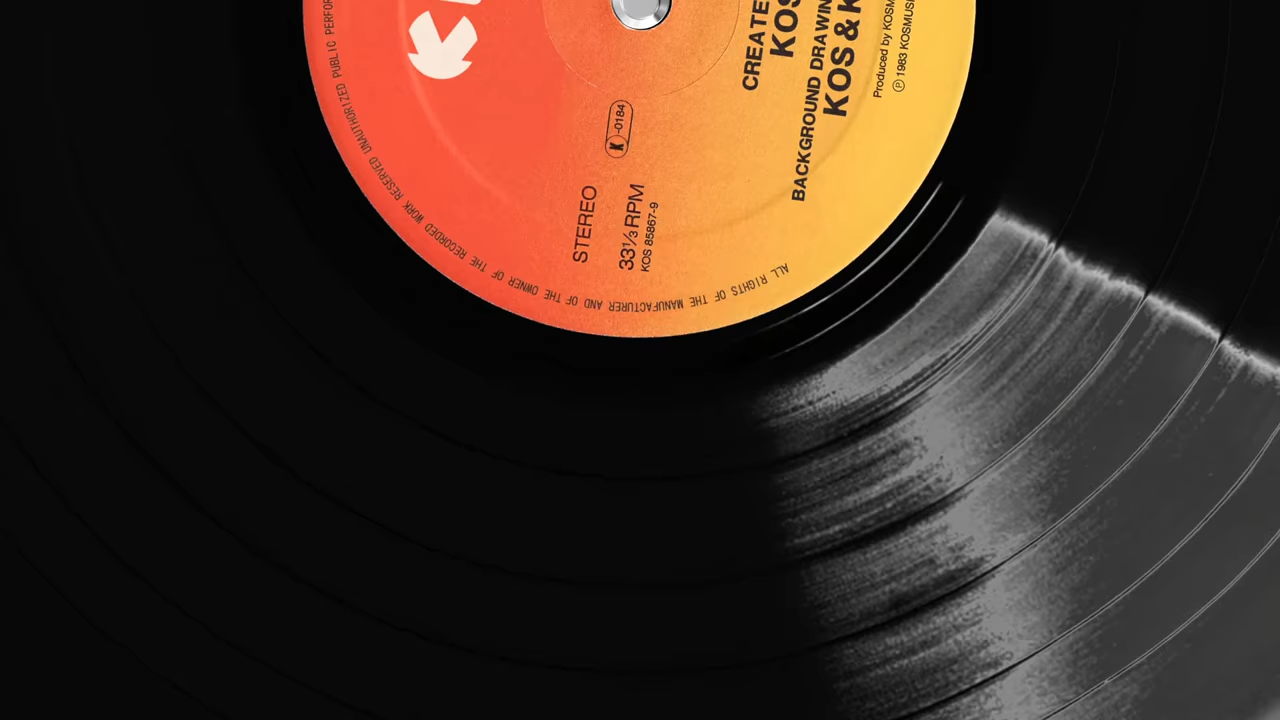 CREATE
KOS
BACKGROUND DRAWIN
KOS & K
Produced by KOSM
℗ 1983 KOSMUS
K -0184
STEREO
33⅓ RPM
KOS 85867-9
ALL RIGHTS OF THE MANUFACTURER AND OF THE OWNER OF THE RECORDED WORK RESERVED UNAUTHORIZED PUBLIC PERFOR